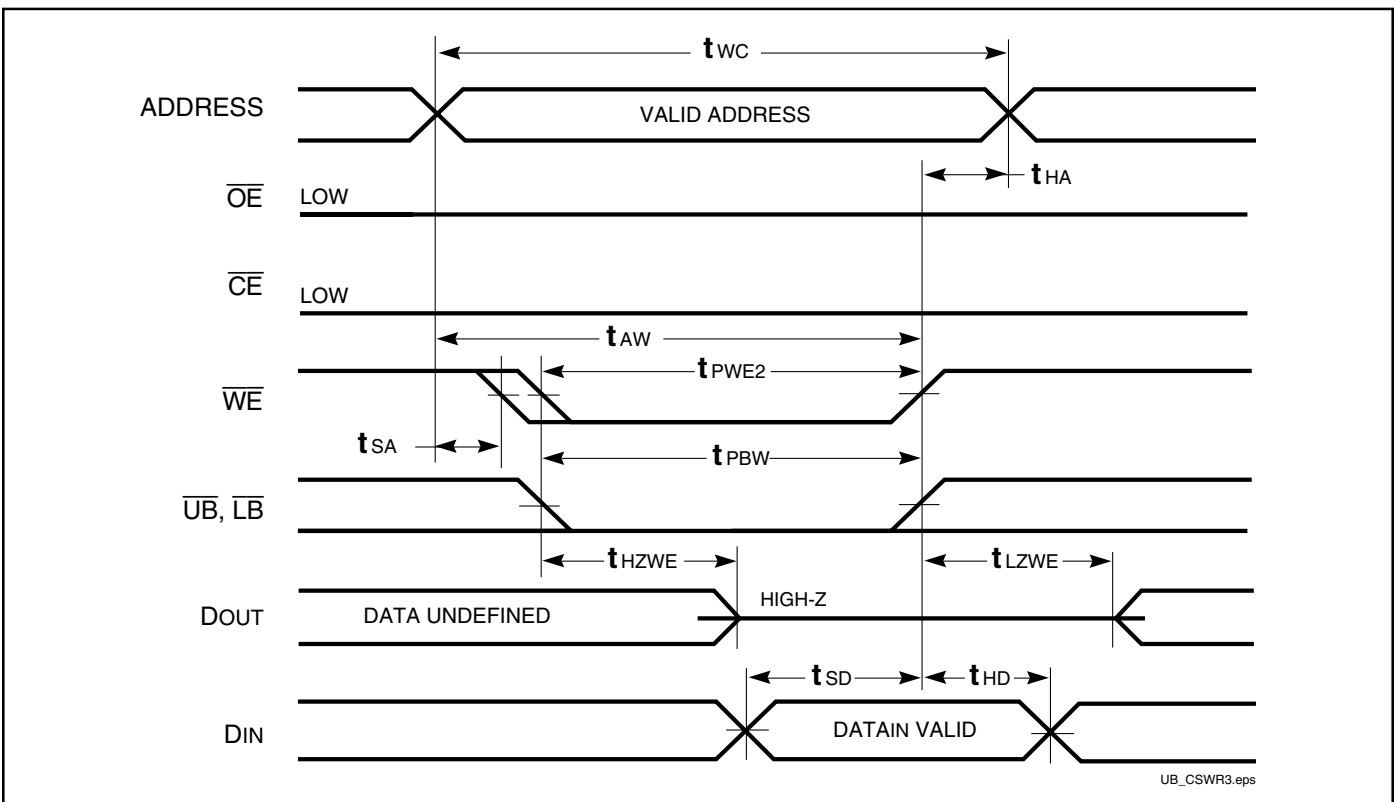 tWC
ADDRESS
VALID ADDRESS
tHA
OE
LOW
CE
LOW
tAW
tPWE2
WE
tSA
tPBW
UB, LB
tHZWE
tLZWE
HIGH-Z
DOUT
DATA UNDEFINED
tSD
tHD
DIN
DATAIN VALID
UB_CSWR3.eps